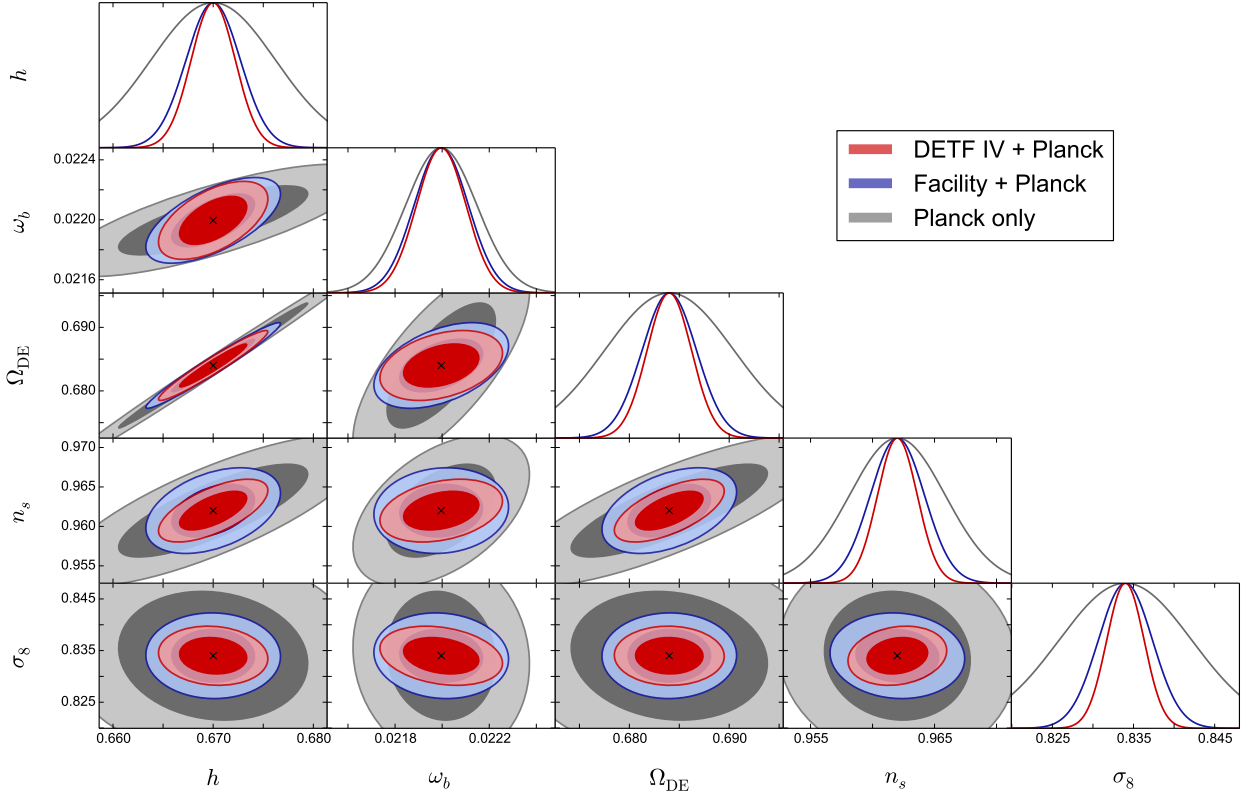 h
DETF IV + Planck
Facility + Planck
Planck only
0.0224
0.0220
0.0216
ω_b
0.690
0.680
Ω_DE
0.970
0.965
0.960
0.955
n_s
0.845
0.835
0.825
σ_8
0.660 0.670 0.680 0.0218 0.0222 0.680 0.690 0.955 0.965 0.825 0.835 0.845
h ω_b Ω_DE n_s σ_8